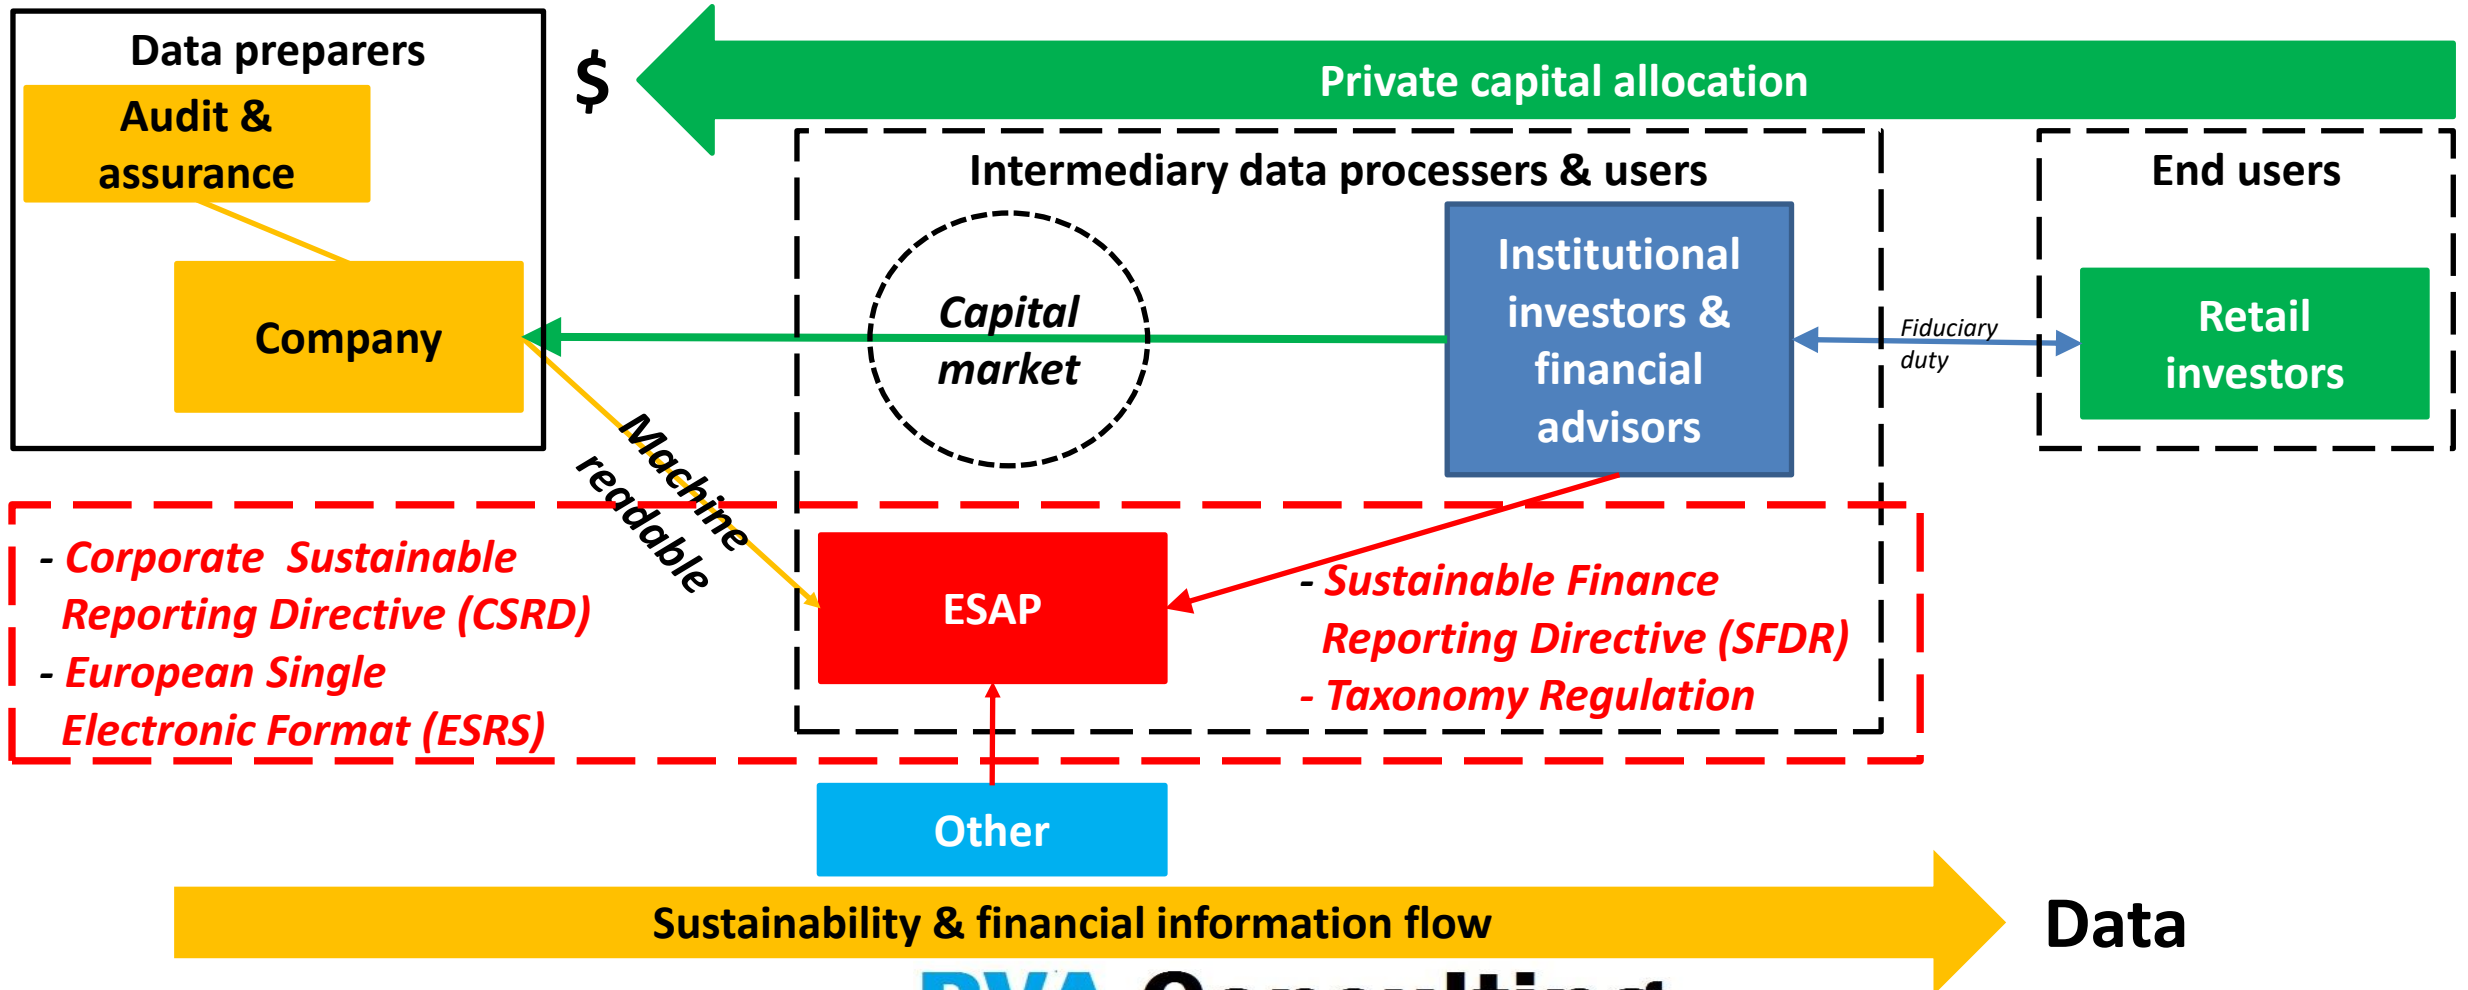 Data preparers
Audit &
assurance
Company
$
Private capital allocation
Intermediary data processers & users
Capital
market
Institutional
investors &
financial
advisors
Fiduciary
duty
End users
Retail
investors
Machine
readable
- Corporate Sustainable
Reporting Directive (CSRD)
- European Single
Electronic Format (ESRS)
ESAP
- Sustainable Finance
Reporting Directive (SFDR)
- Taxonomy Regulation
Other
Sustainability & financial information flow
Data
Consulting